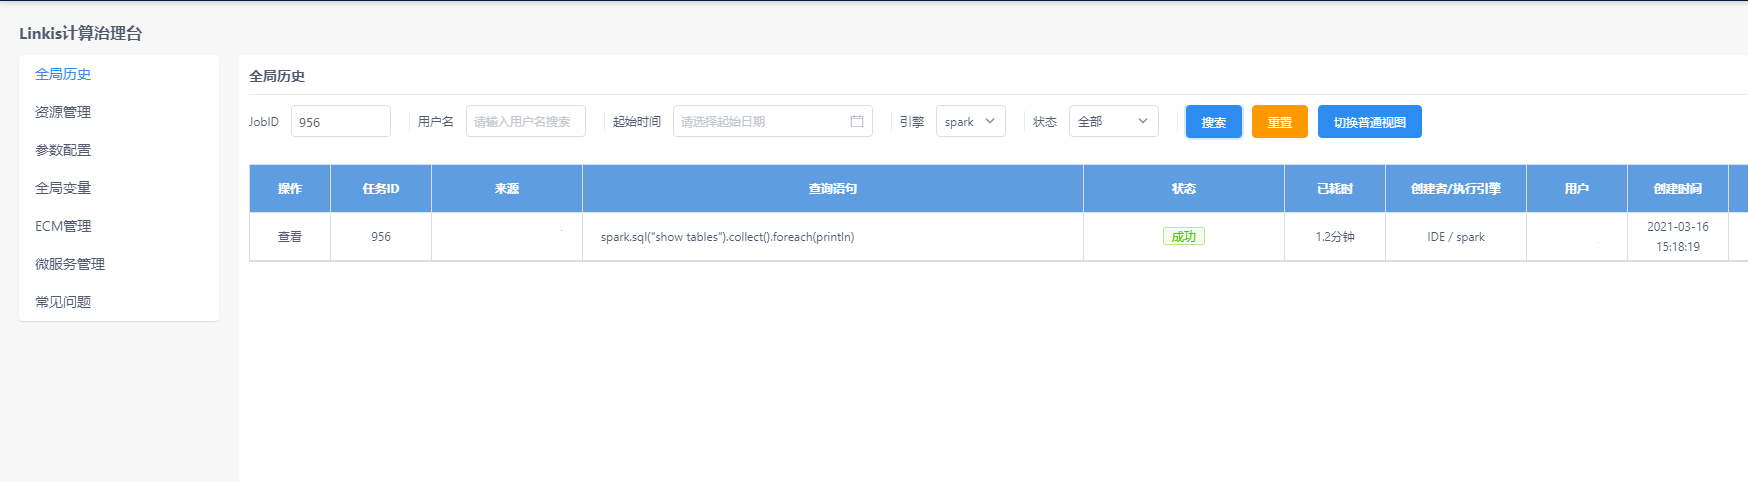 Linkis计算治理台
全局历史
资源管理
参数配置
全局变量
ECM管理
微服务管理
常见问题
全局历史
JobID 956 用户名 请输入用户名搜索 起始时间 请选择起始日期 引擎 spark 状态 全部 搜索 重置 切换普通视图
操作 任务ID 来源 查询语句 状态 已耗时 创建者/执行引擎 用户 创建时间
查看 956 spark.sql("show tables").collect().foreach(println) 成功 1.2分钟 IDE / spark 2021-03-16
15:18:19